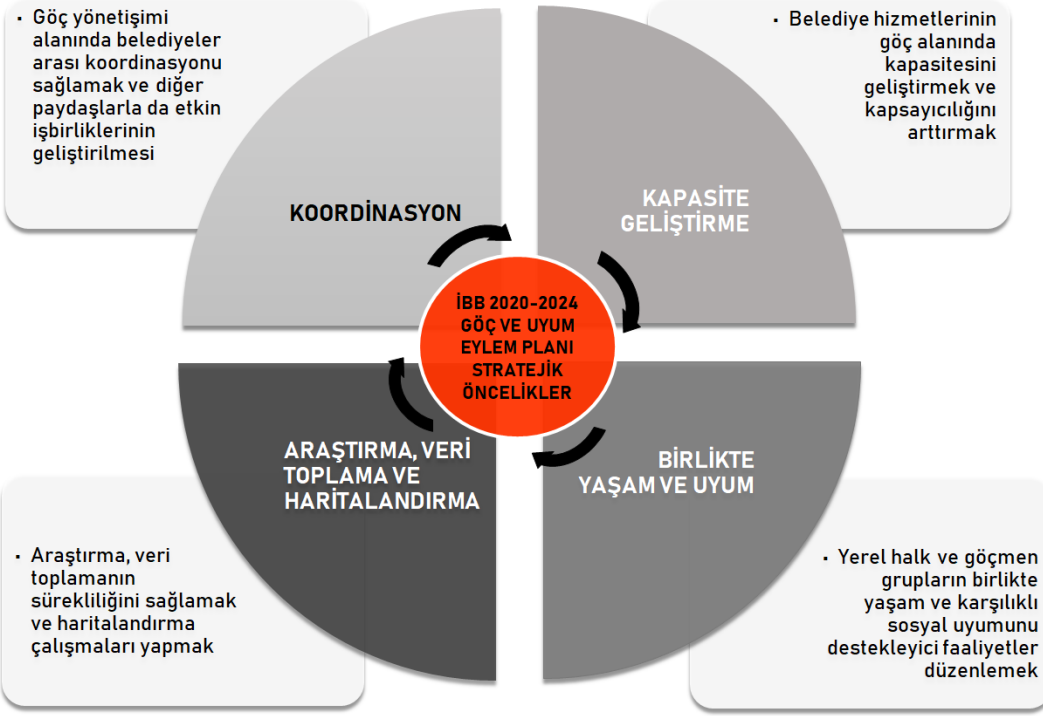 · Göç yönetişimi
alanında belediyeler
arası koordinasyonu
sağlamak ve diğer
paydaşlarla da etkin
işbirliklerinin
geliştirilmesi
KOORDİNASYON
· Belediye hizmetlerinin
göç alanında
kapasitesini
geliştirmek ve
kapsayıcılığını
arttırmak
KAPASİTE
GELİŞTİRME
İBB 2020-2024
GÖÇ VE UYUM
EYLEM PLANI
STRATEJİK
ÖNCELİKLER
ARAŞTIRMA, VERİ
TOPLAMA VE
HARİTALANDIRMA
· Araştırma, veri
toplamanın
sürekliliğini sağlamak
ve haritalandırma
çalışmaları yapmak
BİRLİKTE
YAŞAM VE UYUM
· Yerel halk ve göçmen
grupların birlikte
yaşam ve karşılıklı
sosyal uyumunu
destekleyici faaliyetler
düzenlemek